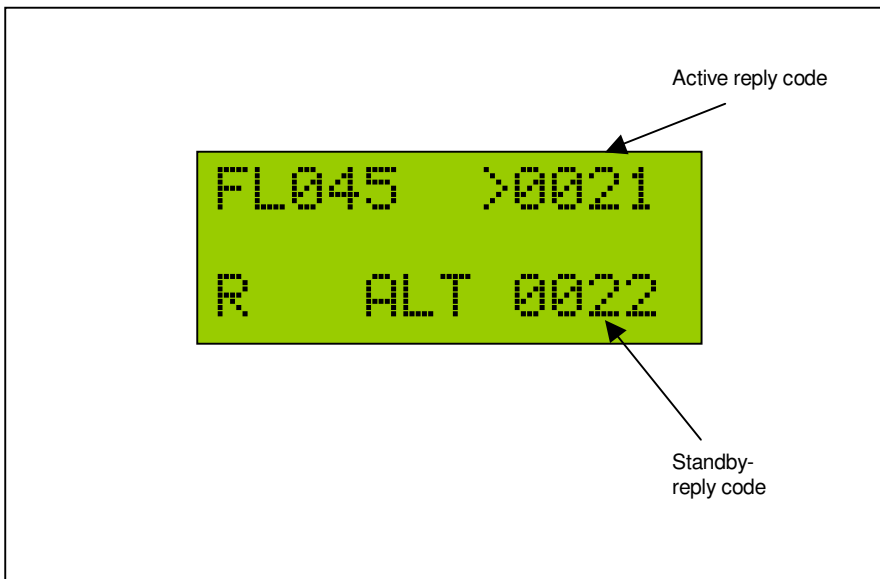 Active reply code
FL045 >0021
R ALT 0022
Standby-
reply code